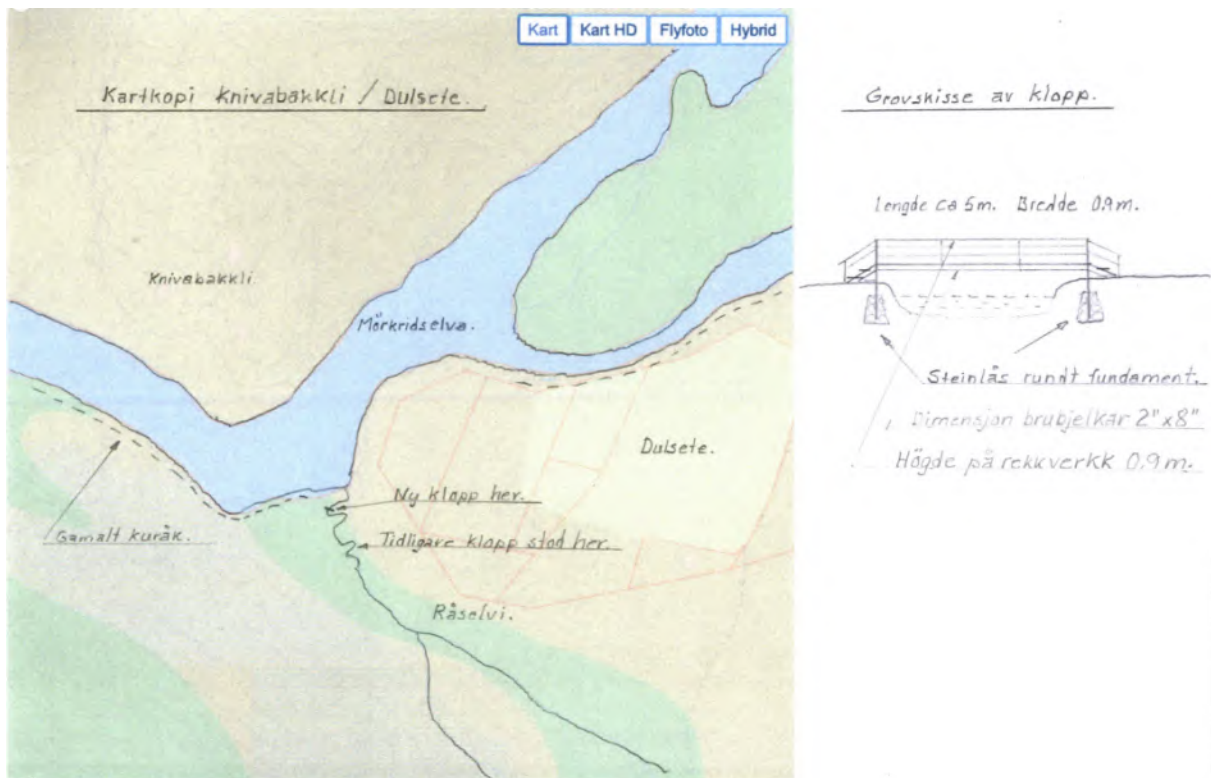 Kart Kart HD Flyfoto Hybrid
Kartkopi Knivabakkli / Dulsete.
Knivabakkli
Mörkridselva.
Dulsete.
Ny klopp her.
Gamalt kuråk.
Tidligare klopp stod her.
Råselvi.
Grovskisse av klopp.
Lengde ca 5m. Bredde 0.9m.
Steinlås rundt fundament.
Dimensjon brubjelkar 2"x8"
Högde på rekkverkk 0.9m.